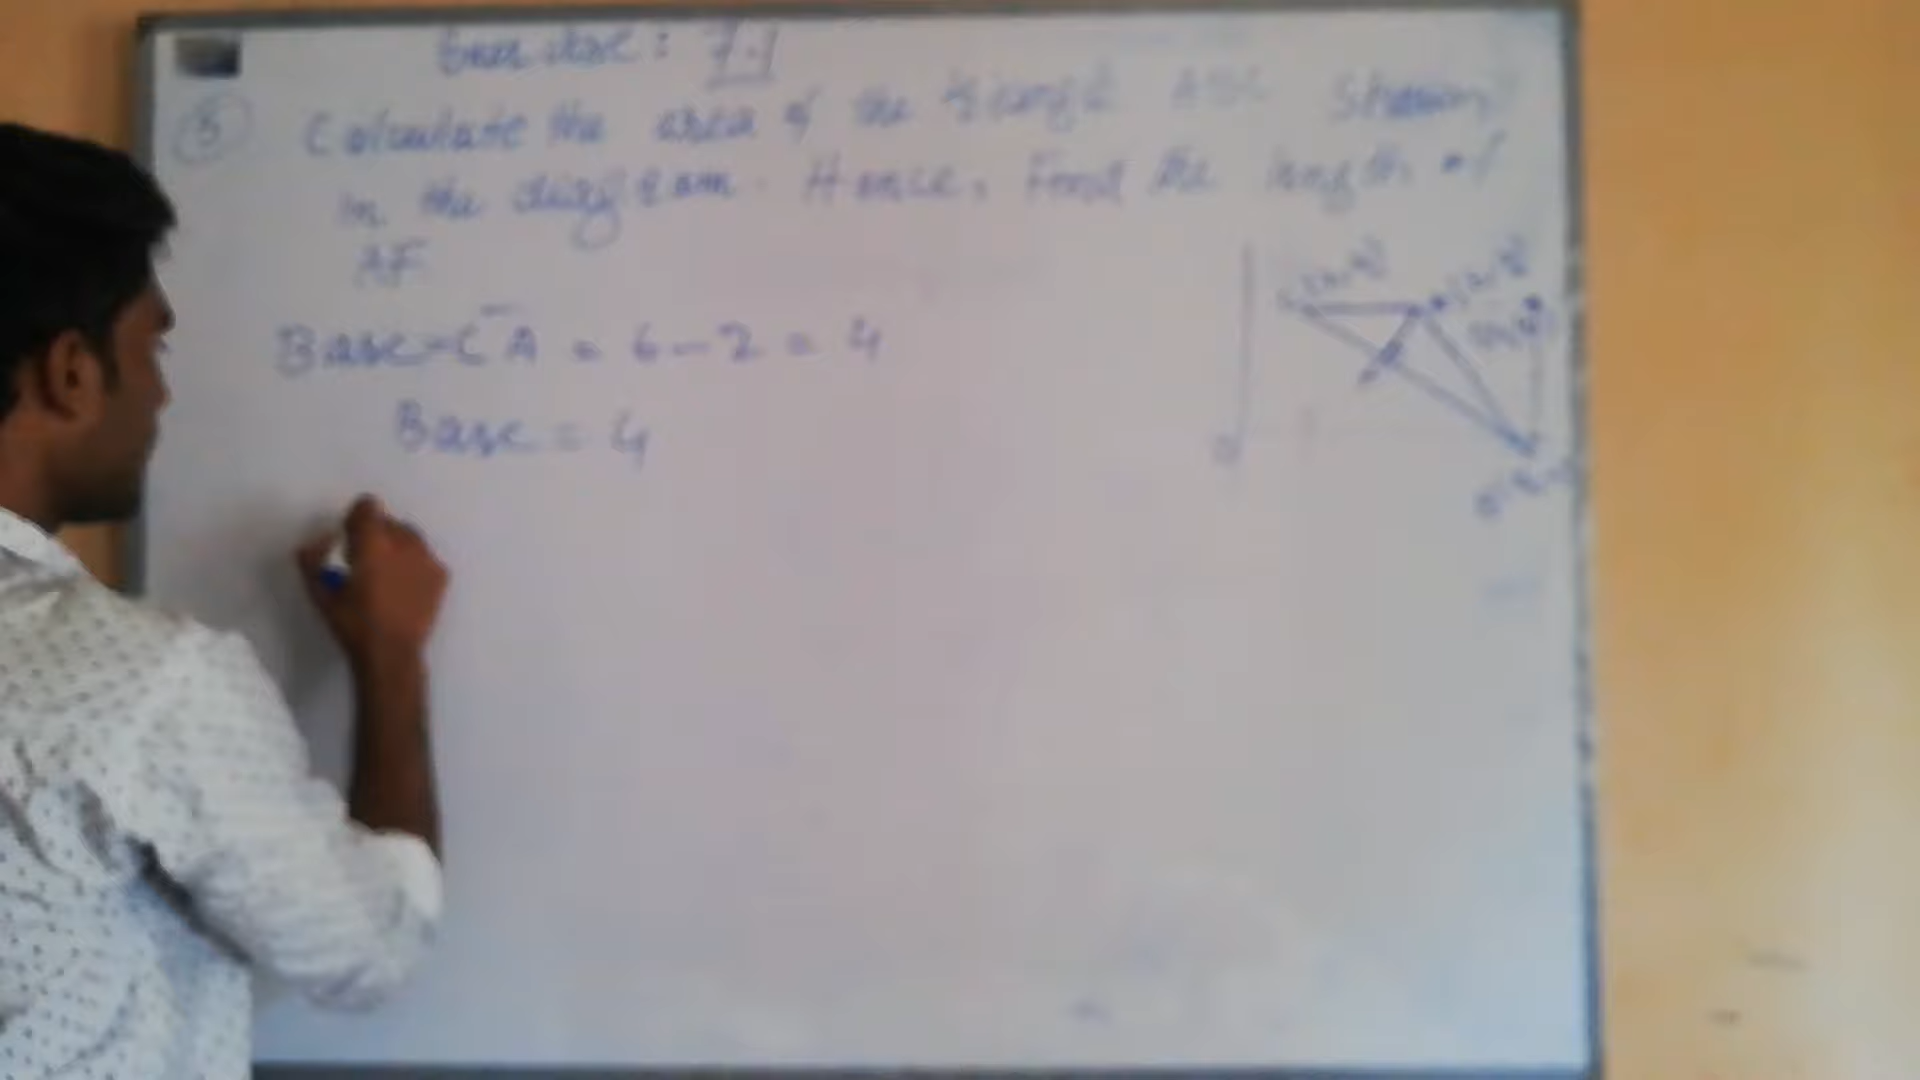 Exercise: 7.1
5 Calculate the area of the triangle ABC shown
in the diagram. Hence, Find the length of
AF
Base = CA = 6 - 2 = 4
Base = 4